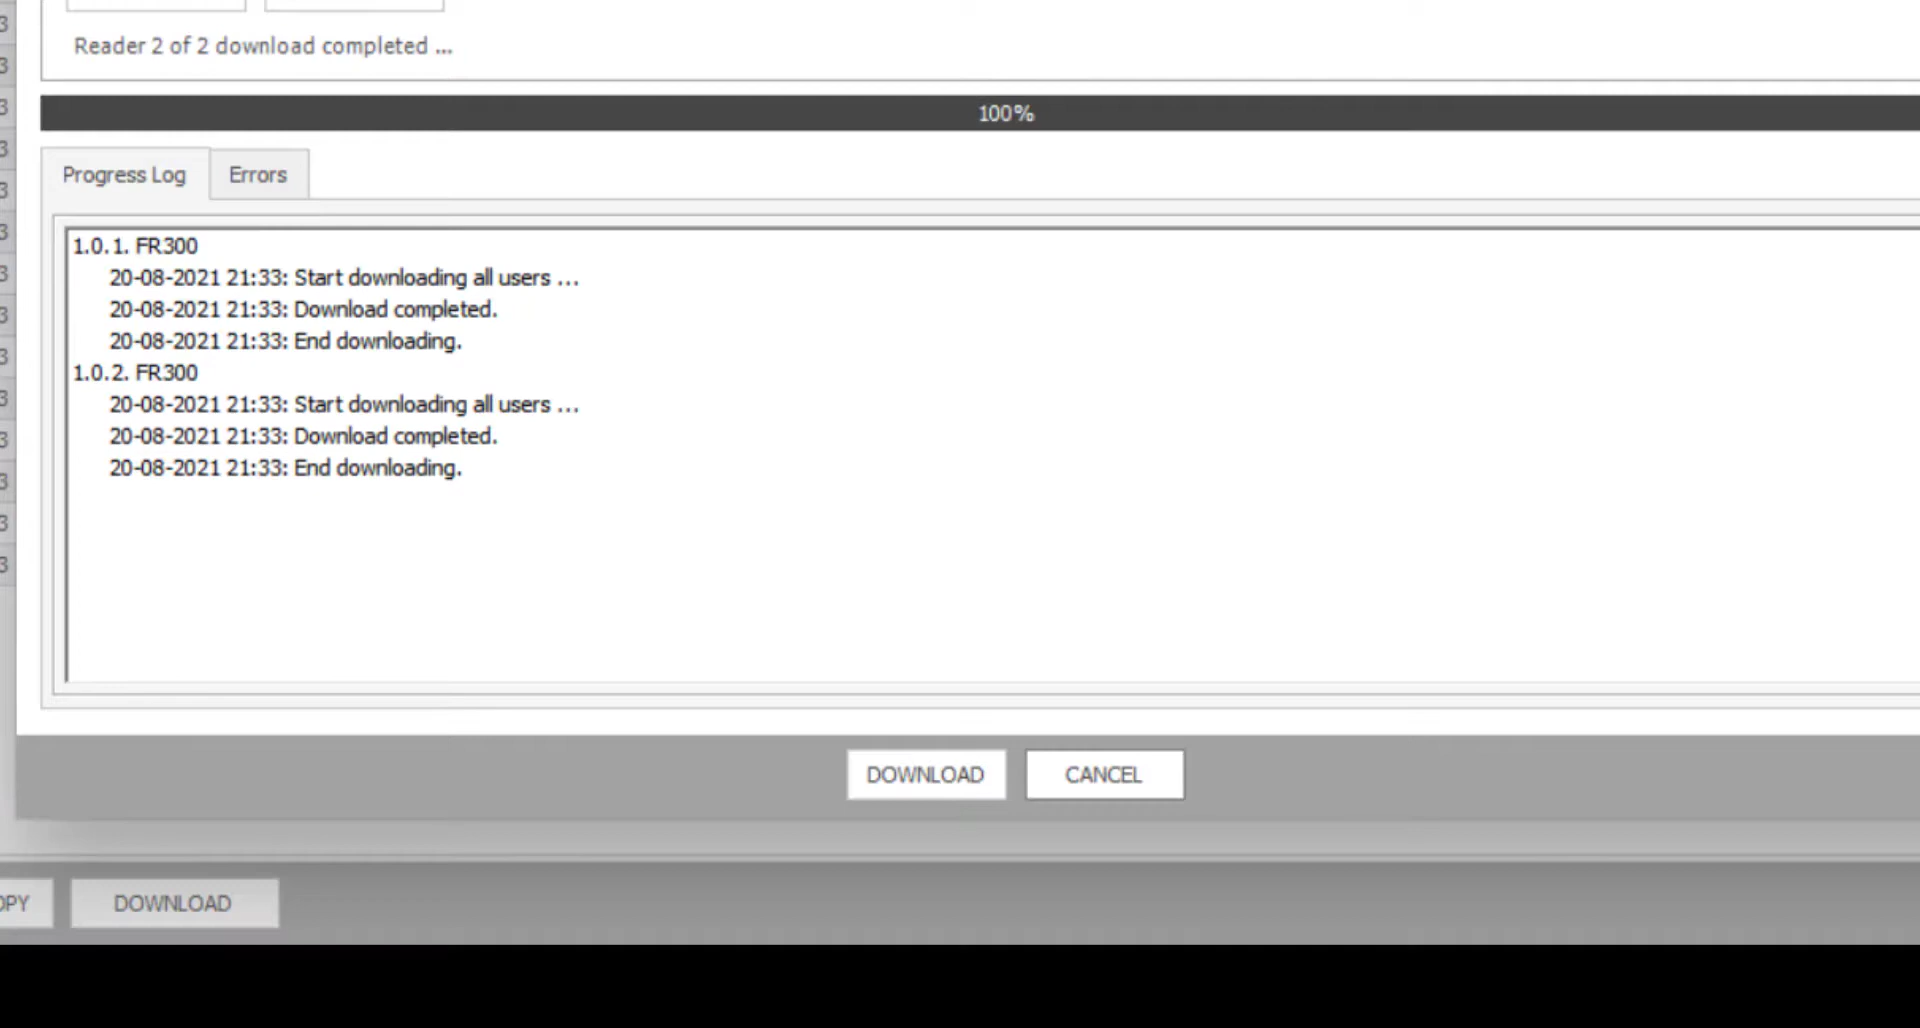 Reader 2 of 2 download completed ...
100%
Progress Log Errors
1.0.1. FR300
20-08-2021 21:33: Start downloading all users ...
20-08-2021 21:33: Download completed.
20-08-2021 21:33: End downloading.
1.0.2. FR300
20-08-2021 21:33: Start downloading all users ...
20-08-2021 21:33: Download completed.
20-08-2021 21:33: End downloading.
DOWNLOAD CANCEL
DOWNLOAD